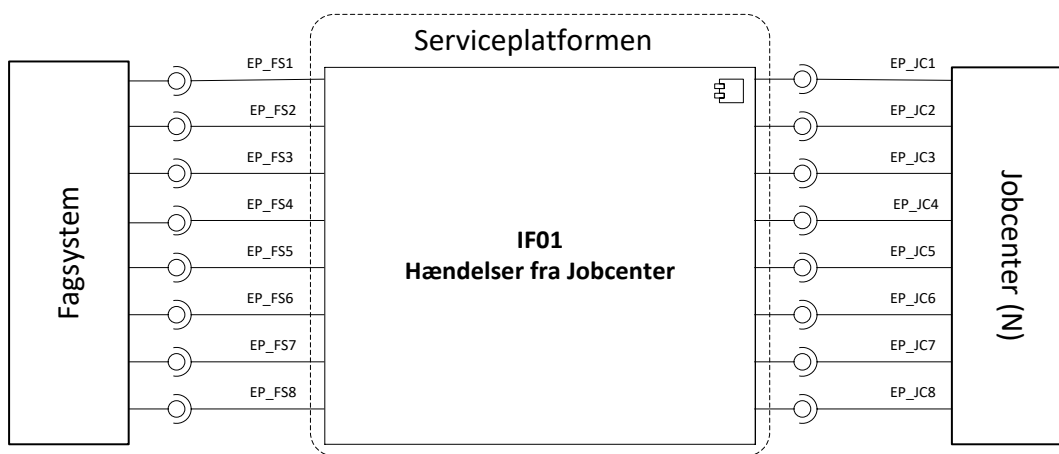 Serviceplatformen
Fagsystem
EP_FS1
EP_FS2
EP_FS3
EP_FS4
EP_FS5
EP_FS6
EP_FS7
EP_FS8
IF01
Hændelser fra Jobcenter
EP_JC1
EP_JC2
EP_JC3
EP_JC4
EP_JC5
EP_JC6
EP_JC7
EP_JC8
Jobcenter (N)